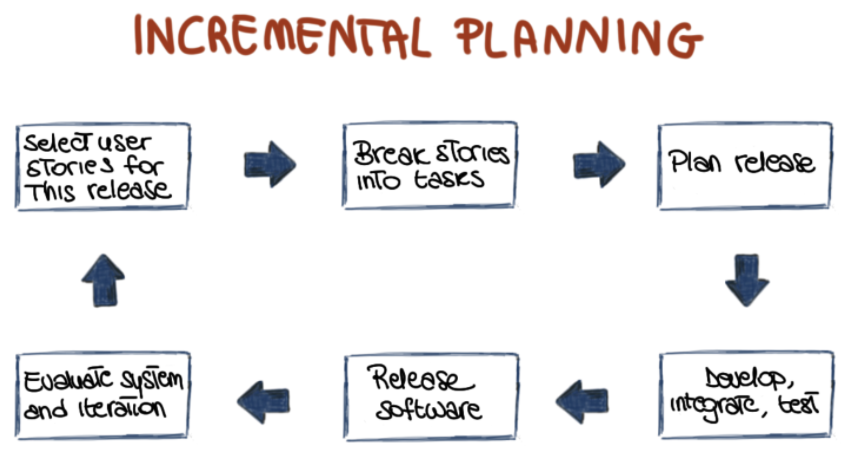 INCREMENTAL PLANNING
Select user
stories for
this release
Break stories
into tasks
Plan release
Develop,
integrate, test
Release
software
Evaluate system
and iteration